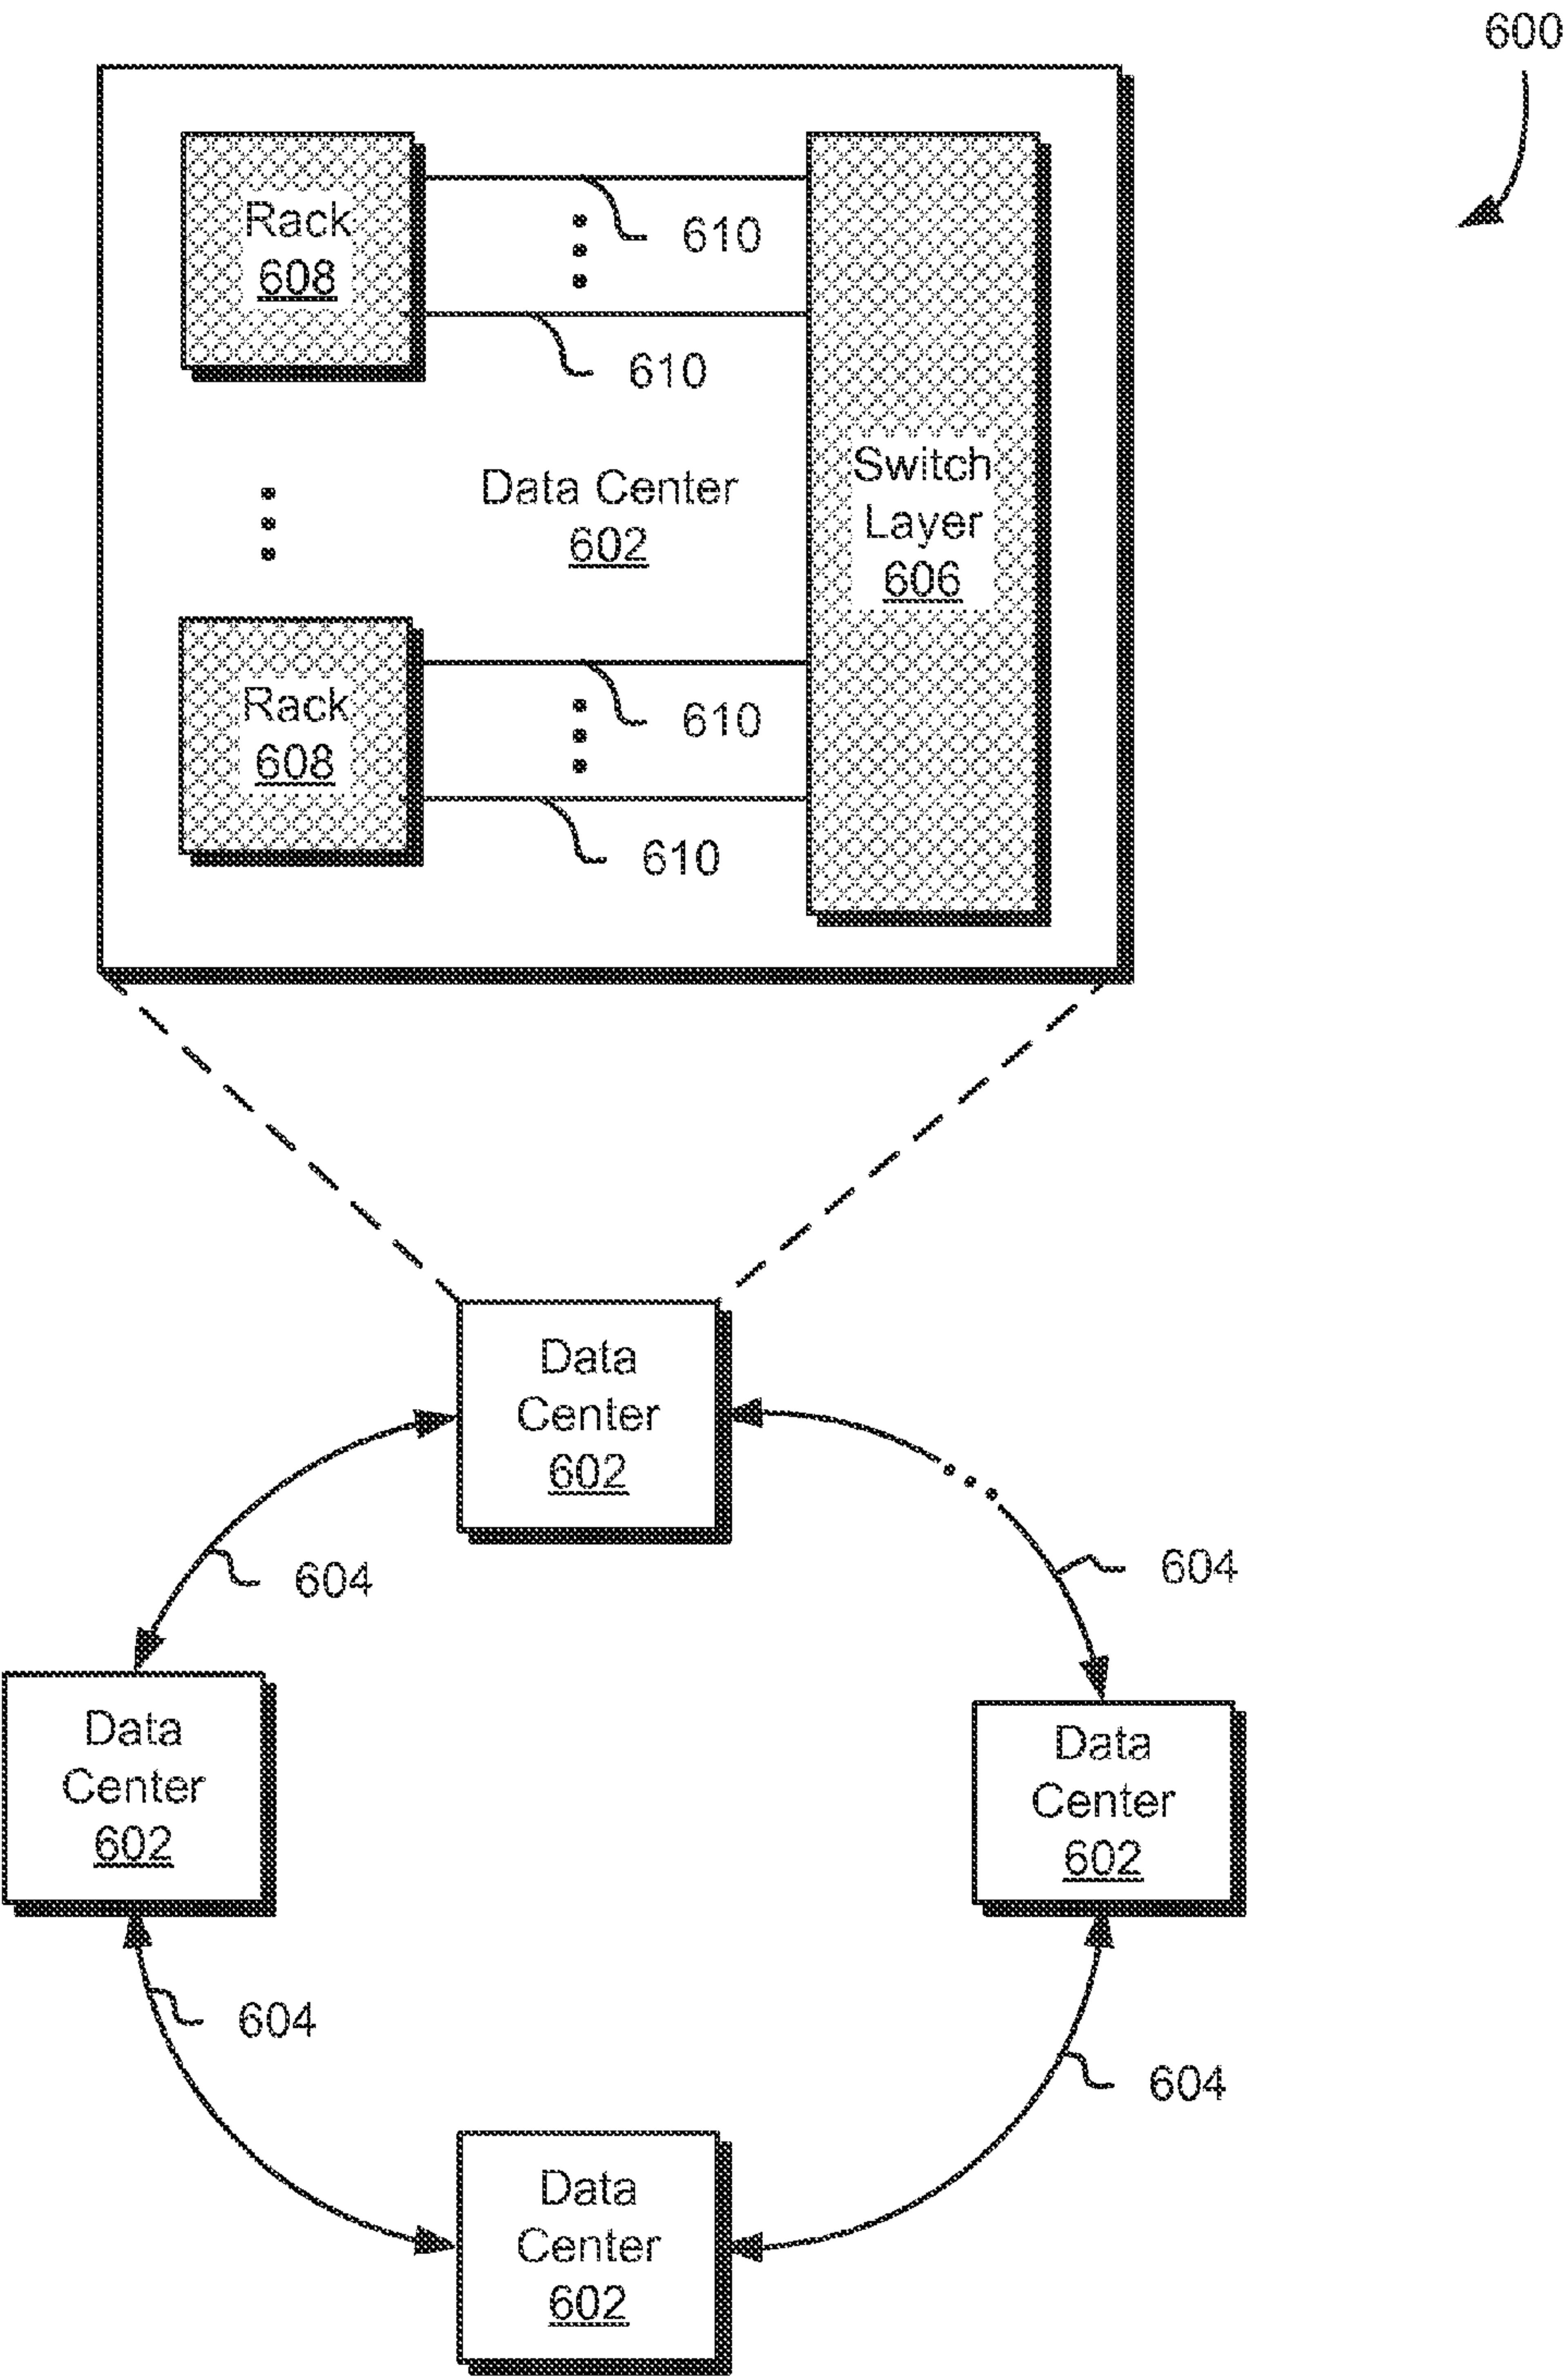 600
Rack
608
610
610
Data Center
602
Switch
Layer
606
Rack
608
610
610
Data
Center
602
604
604
Data
Center
602
Data
Center
602
604
604
Data
Center
602